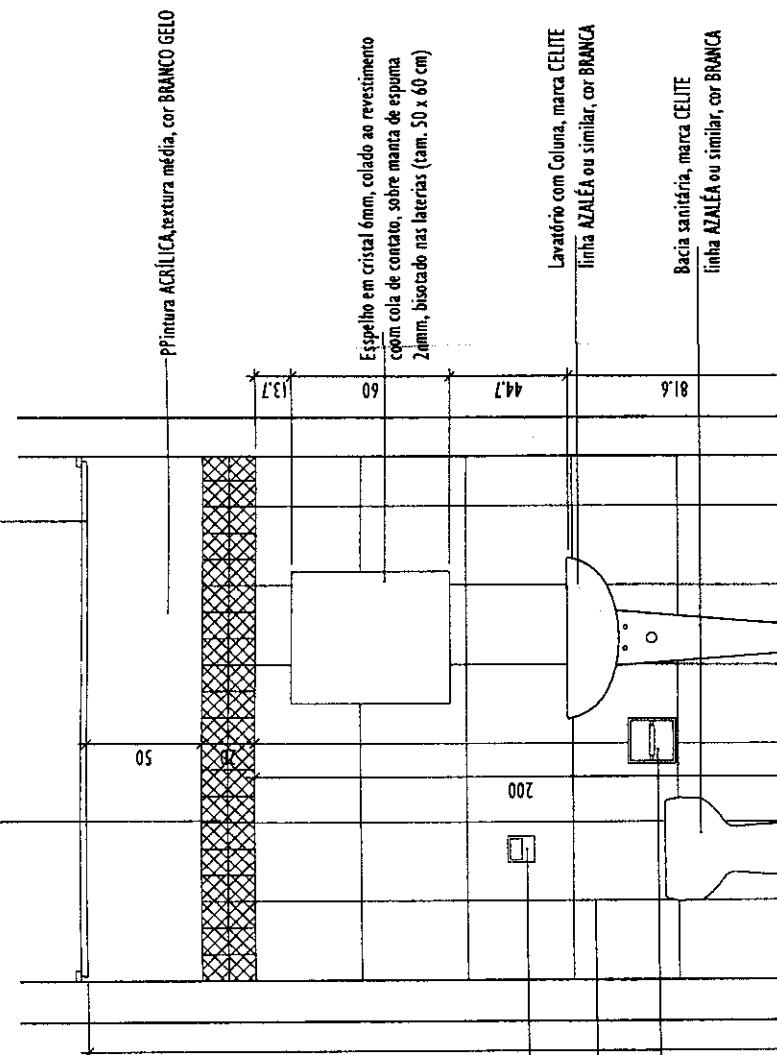 PPintura ACRÍLICA,textura média, cor BRANCO GELO
Esspelho em cristal 6mm, colado ao revestimento
coom cola de contato, sobre manta de espuma
2mmm, bisotado nas laterias (tam. 50 x 60 cm)
Lavatório com Coluna, marca CELITE
linha AZALÉA ou similar, cor BRANCA
Bacia sanitária, marca CELITE
linha AZALÉA ou similar, cor BRANCA
13.7
60
44.7
81.6
50
20
200